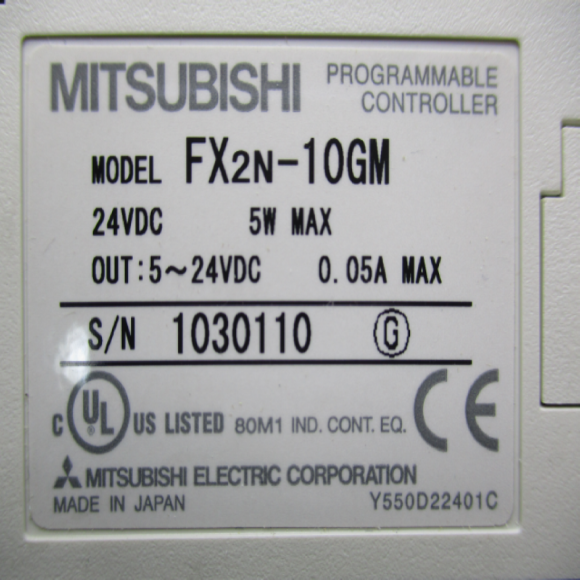 MITSUBISHI PROGRAMMABLE CONTROLLER
MODEL FX2N-10GM
24VDC 5W MAX
OUT:5~24VDC 0.05A MAX
S/N 1030110 G
C UL US LISTED 80M1 IND. CONT. EQ. CE
MITSUBISHI ELECTRIC CORPORATION
MADE IN JAPAN Y550D22401C